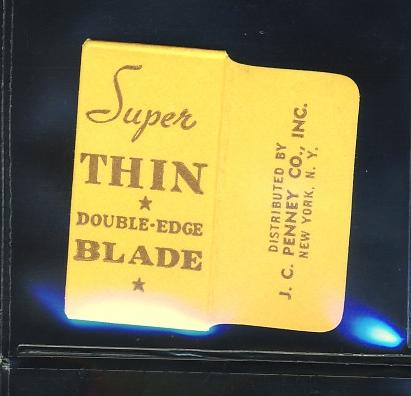 Super
THIN
★
DOUBLE-EDGE
BLADE
★
DISTRIBUTED BY
J. C. PENNEY CO., INC.
NEW YORK, N. Y.